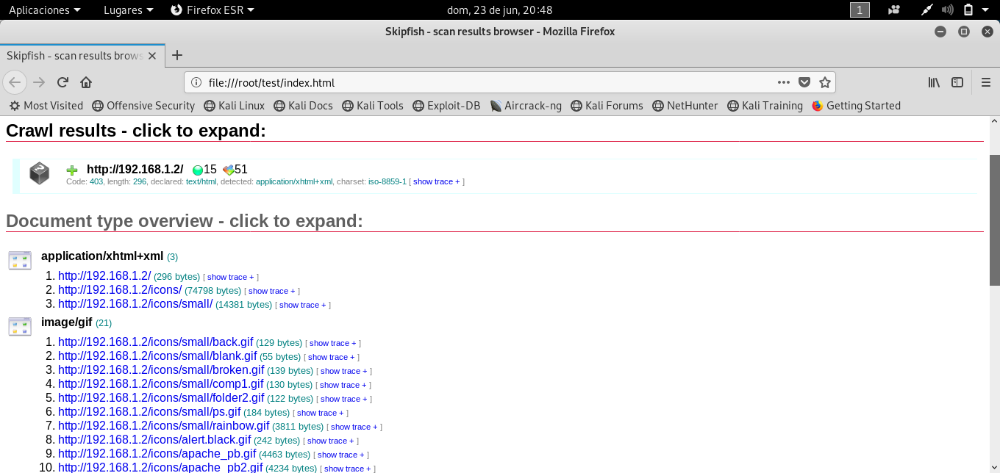 Aplicaciones Lugares Firefox ESR dom, 23 de jun, 20:48 1
Skipfish - scan results browser - Mozilla Firefox
Skipfish - scan results brows
file:///root/test/index.html
Most Visited Offensive Security Kali Linux Kali Docs Kali Tools Exploit-DB Aircrack-ng Kali Forums NetHunter Kali Training Getting Started
Crawl results - click to expand:
http://192.168.1.2/ 15 51
Code: 403, length: 296, declared: text/html, detected: application/xhtml+xml, charset: iso-8859-1 [ show trace + ]
Document type overview - click to expand:
application/xhtml+xml (3)
1. http://192.168.1.2/ (296 bytes) [ show trace + ]
2. http://192.168.1.2/icons/ (74798 bytes) [ show trace + ]
3. http://192.168.1.2/icons/small/ (14381 bytes) [ show trace + ]
image/gif (21)
1. http://192.168.1.2/icons/small/back.gif (129 bytes) [ show trace + ]
2. http://192.168.1.2/icons/small/blank.gif (55 bytes) [ show trace + ]
3. http://192.168.1.2/icons/small/broken.gif (139 bytes) [ show trace + ]
4. http://192.168.1.2/icons/small/comp1.gif (130 bytes) [ show trace + ]
5. http://192.168.1.2/icons/small/folder2.gif (122 bytes) [ show trace + ]
6. http://192.168.1.2/icons/small/ps.gif (184 bytes) [ show trace + ]
7. http://192.168.1.2/icons/small/rainbow.gif (3811 bytes) [ show trace + ]
8. http://192.168.1.2/icons/alert.black.gif (242 bytes) [ show trace + ]
9. http://192.168.1.2/icons/apache_pb.gif (4463 bytes) [ show trace + ]
10. http://192.168.1.2/icons/apache_pb2.gif (4234 bytes) [ show trace + ]